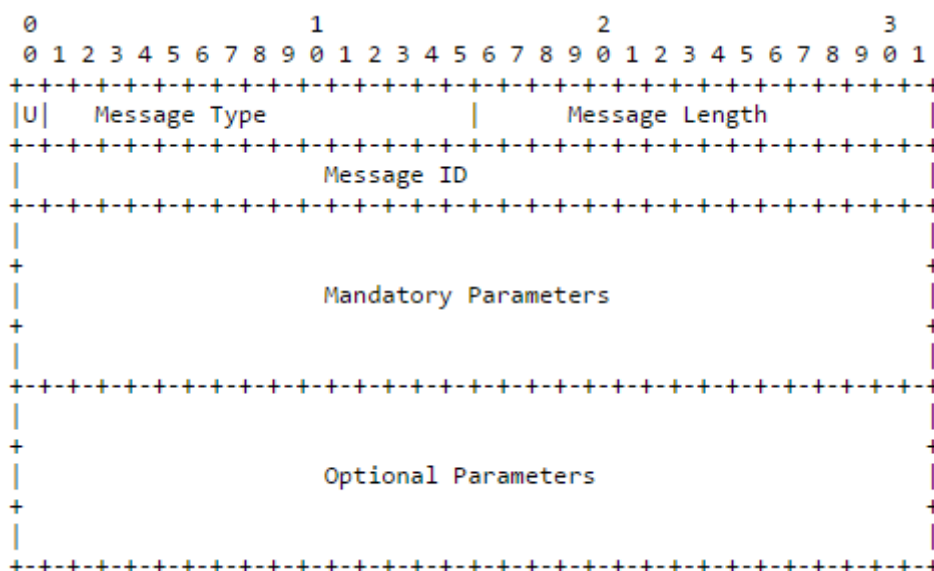 0                   1                   2                   3
0 1 2 3 4 5 6 7 8 9 0 1 2 3 4 5 6 7 8 9 0 1 2 3 4 5 6 7 8 9 0 1
+-+-+-+-+-+-+-+-+-+-+-+-+-+-+-+-+-+-+-+-+-+-+-+-+-+-+-+-+-+-+-+-+
|U|   Message Type              |      Message Length           |
+-+-+-+-+-+-+-+-+-+-+-+-+-+-+-+-+-+-+-+-+-+-+-+-+-+-+-+-+-+-+-+-+
|                     Message ID                                |
+-+-+-+-+-+-+-+-+-+-+-+-+-+-+-+-+-+-+-+-+-+-+-+-+-+-+-+-+-+-+-+-+
|                                                               |
+                                                               +
|                     Mandatory Parameters                      |
+                                                               +
|                                                               |
+-+-+-+-+-+-+-+-+-+-+-+-+-+-+-+-+-+-+-+-+-+-+-+-+-+-+-+-+-+-+-+-+
|                                                               |
+                                                               +
|                     Optional Parameters                       |
+                                                               +
|                                                               |
+-+-+-+-+-+-+-+-+-+-+-+-+-+-+-+-+-+-+-+-+-+-+-+-+-+-+-+-+-+-+-+-+